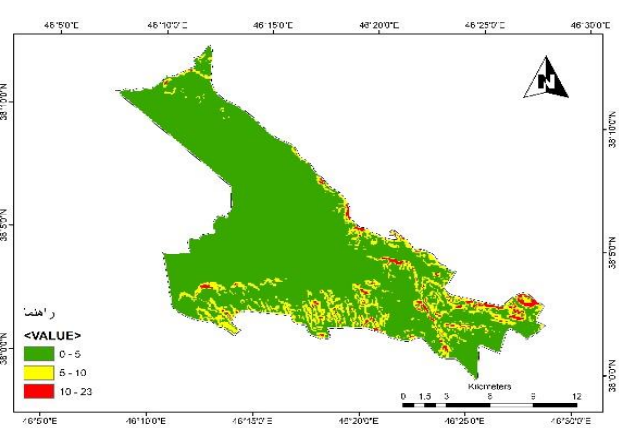 46°5'0"E 46°10'0"E 46°15'0"E 46°20'0"E 46°25'0"E 46°30'0"E
N
38°10'0"N 38°10'0"N
38°5'0"N 38°5'0"N
راهنما
<VALUE>
0 - 5
5 - 10
10 - 23
38°0'0"N 38°0'0"N
Kilometers
0 1.5 3 6 9 12
46°5'0"E 46°10'0"E 46°15'0"E 46°20'0"E 46°25'0"E 46°30'0"E